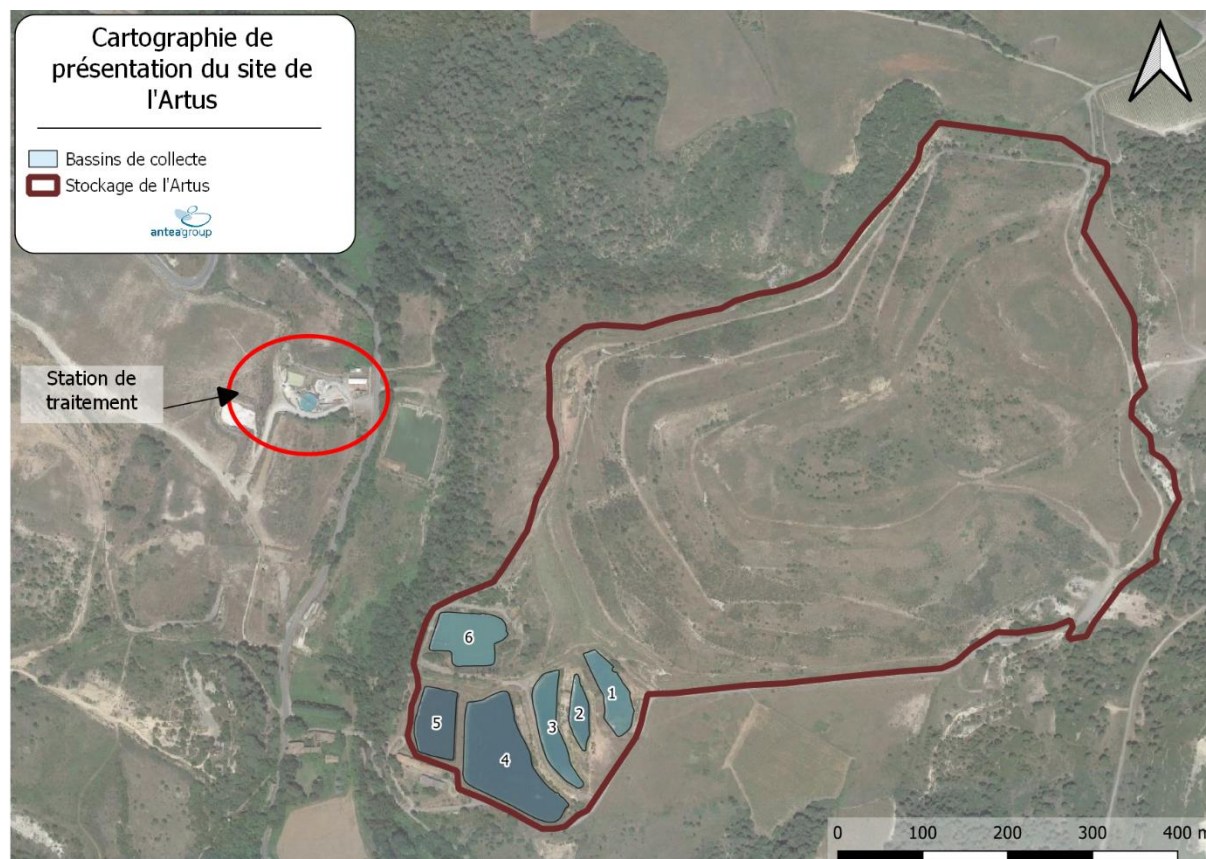 Cartographie de
présentation du site de
l'Artus
Bassins de collecte
Stockage de l'Artus
anteagroup
Station de
traitement
6
5
4
3
2
1
0 100 200 300 400 m